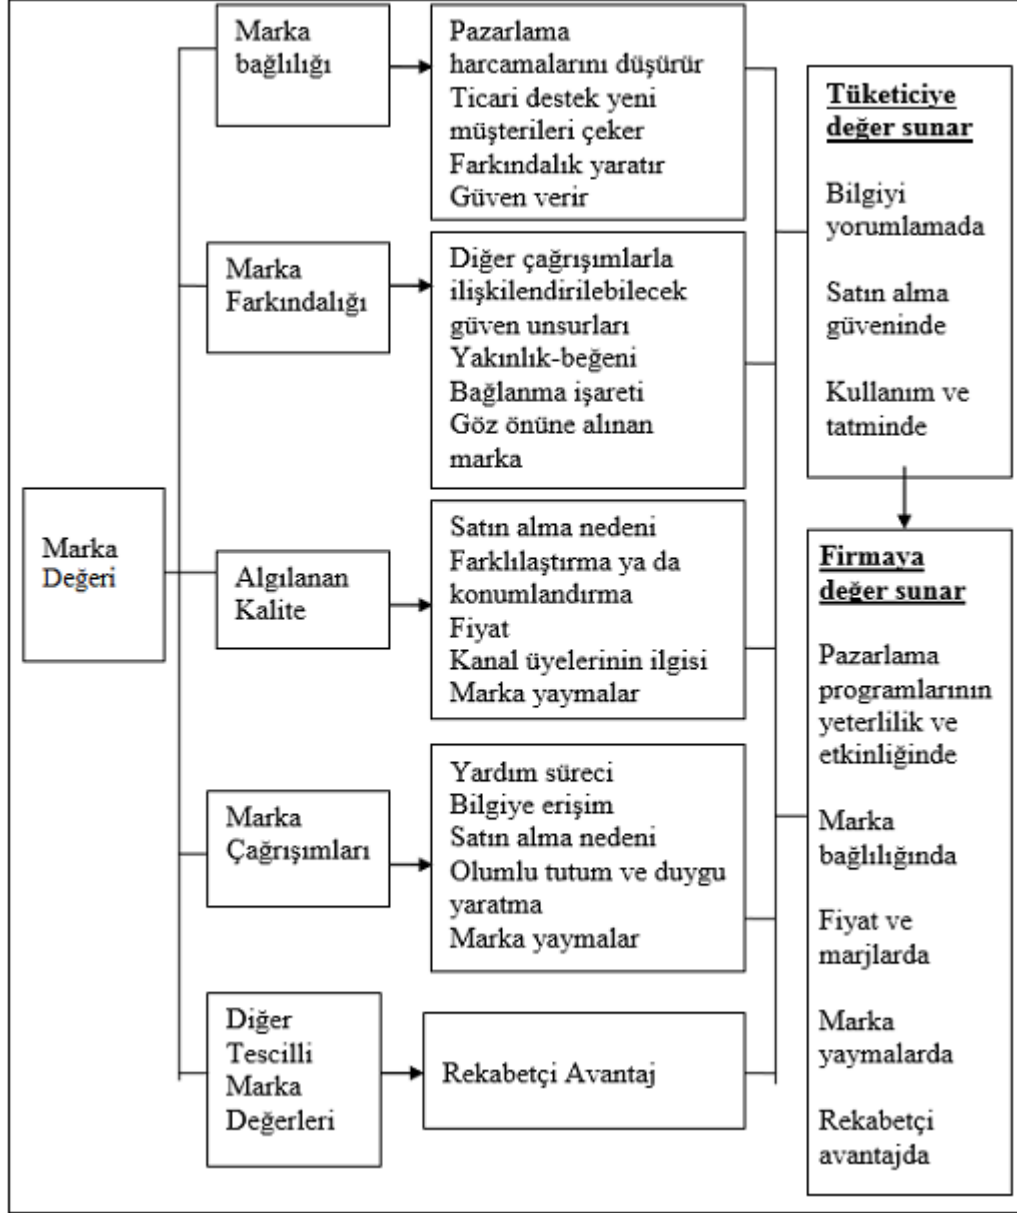 Marka
Değeri
Marka
bağlılığı
Pazarlama
harcamalarını düşürür
Ticari destek yeni
müşterileri çeker
Farkındalık yaratır
Güven verir
Marka
Farkındalığı
Diğer çağrışımlarla
ilişkilendirilebilecek
güven unsurları
Yakınlık-beğeni
Bağlanma işareti
Göz önüne alınan
marka
Algılanan
Kalite
Satın alma nedeni
Farklılaştırma ya da
konumlandırma
Fiyat
Kanal üyelerinin ilgisi
Marka yaymalar
Marka
Çağrışımları
Yardım süreci
Bilgiye erişim
Satın alma nedeni
Olumlu tutum ve duygu
yaratma
Marka yaymalar
Diğer
Tescilli
Marka
Değerleri
Rekabetçi Avantaj
Tüketiciye
değer sunar
Bilgiyi
yorumlamada
Satın alma
güveninde
Kullanım ve
tatminde
Firmaya
değer sunar
Pazarlama
programlarının
yeterlilik ve
etkinliğinde
Marka
bağlılığında
Fiyat ve
marjlarda
Marka
yaymalarda
Rekabetçi
avantajda